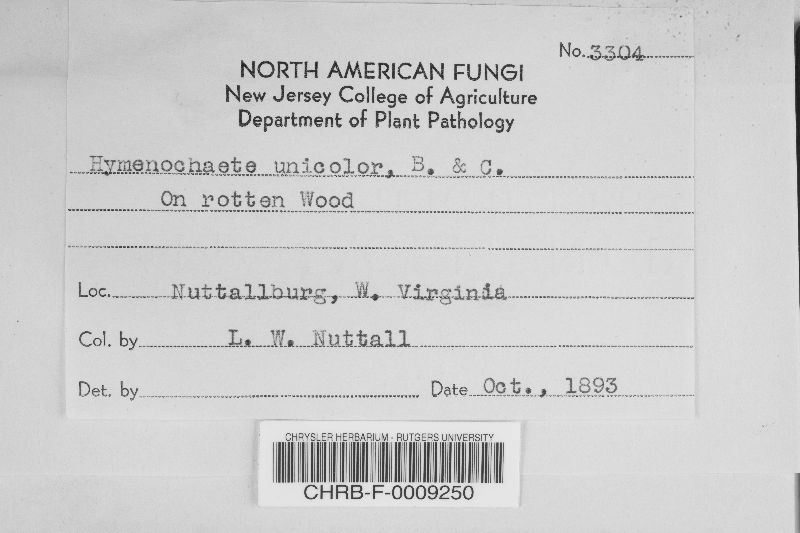 No. 3304
NORTH AMERICAN FUNGI
New Jersey College of Agriculture
Department of Plant Pathology
Hymenochaete unicolor, B. & C.
On rotten Wood
Loc. Nuttallburg, W. Virginia
Col. by L. W. Nuttall
Det. by Date Oct., 1893
CHRYSLER HERBARIUM - RUTGERS UNIVERSITY
CHRB-F-0009250